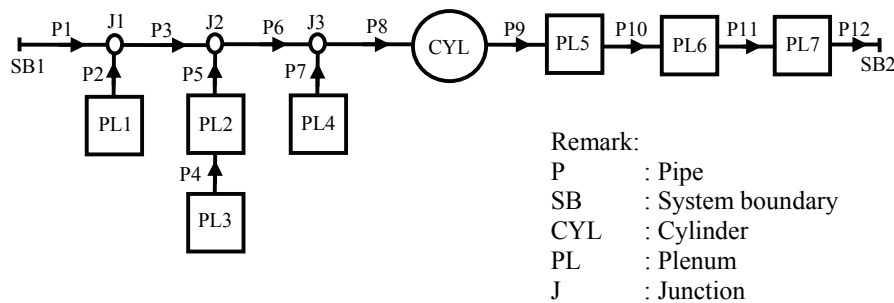 P1 J1 P3 J2 P6 J3 P8 CYL P9 PL5 P10 PL6 P11 PL7 P12
SB1 P2 P5 P7 SB2
PL1 PL2 PL4
P4
PL3
Remark:
P : Pipe
SB : System boundary
CYL : Cylinder
PL : Plenum
J : Junction